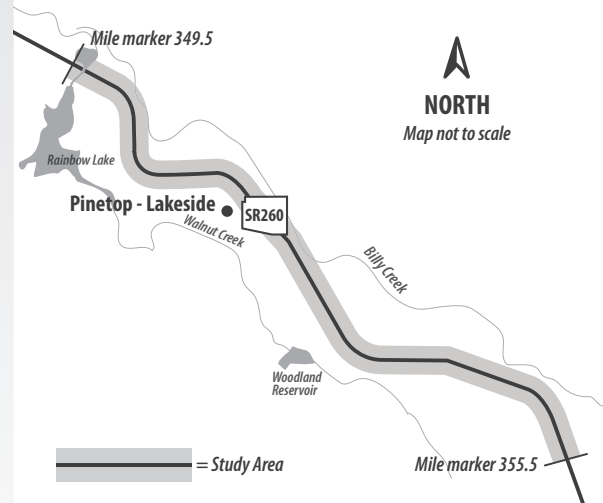 Mile marker 349.5
NORTH
Map not to scale
Rainbow Lake
Pinetop - Lakeside
SR260
Walnut Creek
Billy Creek
Woodland
Reservoir
= Study Area
Mile marker 355.5